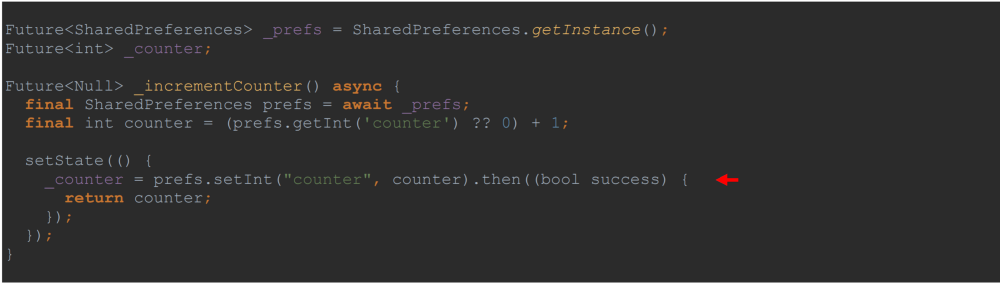 Future<SharedPreferences> _prefs = SharedPreferences.getInstance();
Future<int> _counter;
Future<Null> _incrementCounter() async {
final SharedPreferences prefs = await _prefs;
final int counter = (prefs.getInt('counter') ?? 0) + 1;
setState(() {
_counter = prefs.setInt("counter", counter).then((bool success) {
return counter;
});
});
}